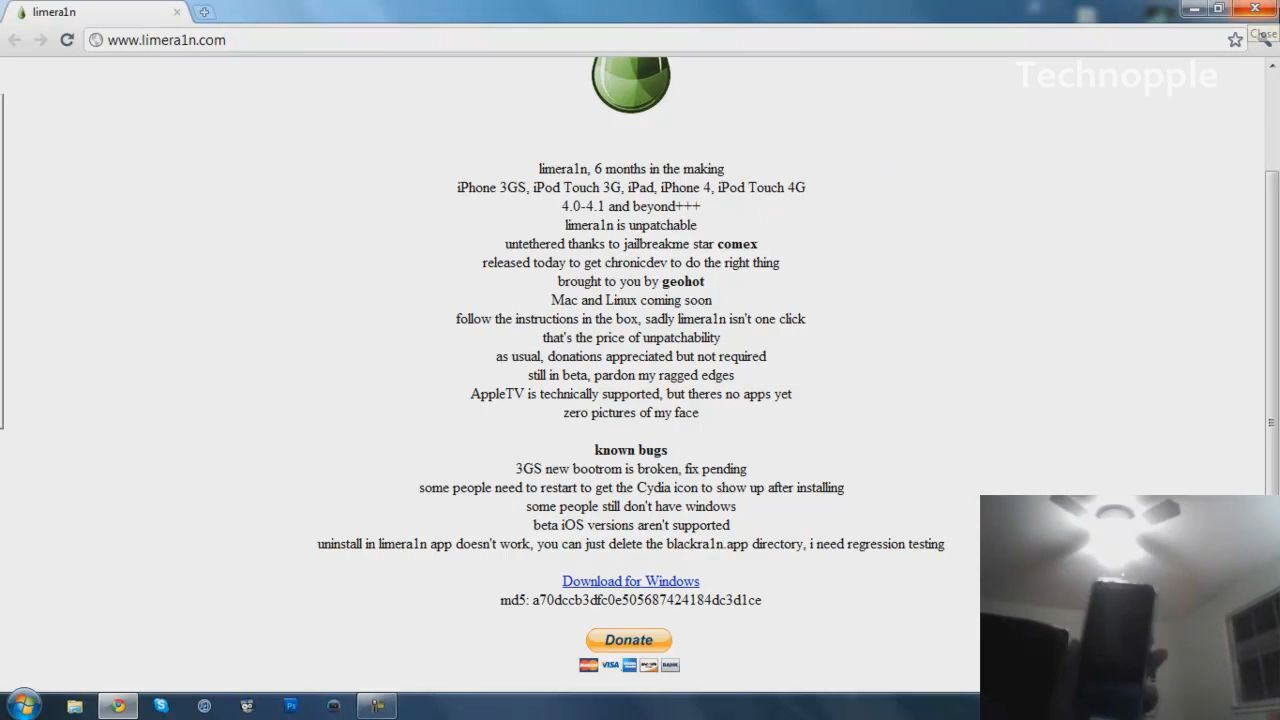 limera1n
www.limera1n.com
Close
Technopple
limera1n, 6 months in the making
iPhone 3GS, iPod Touch 3G, iPad, iPhone 4, iPod Touch 4G
4.0-4.1 and beyond+++
limera1n is unpatchable
untethered thanks to jailbreakme star comex
released today to get chronicdev to do the right thing
brought to you by geohot
Mac and Linux coming soon
follow the instructions in the box, sadly limera1n isn't one click
that's the price of unpatchability
as usual, donations appreciated but not required
still in beta, pardon my ragged edges
AppleTV is technically supported, but theres no apps yet
zero pictures of my face
known bugs
3GS new bootrom is broken, fix pending
some people need to restart to get the Cydia icon to show up after installing
some people still don't have windows
beta iOS versions aren't supported
uninstall in limera1n app doesn't work, you can just delete the blackra1n.app directory, i need regression testing
Download for Windows
md5: a70dccb3dfc0e505687424184dc3d1ce
Donate
VISA
BANK